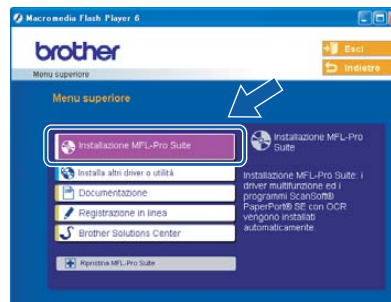 Macromedia Flash Player 6
brother
Esci
Indietro
Menu superiore
Menu superiore
Installazione MFL-Pro Suite
Installa altri driver o utilità
Documentazione
Registrazione in linea
Brother Solutions Center
Ripristina MFL-Pro Suite
Installazione MFL-Pro
Suite
Installazione MFL-Pro Suite: i
driver multifunzione ed i
programmi ScanSoft®
PaperPort® SE con OCR
vengono installati
automaticamente.